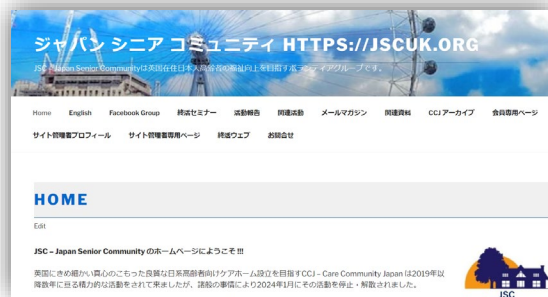 ジャパン シニア コミュニティ HTTPS://JSCUK.ORG
JSC – Japan Senior Communityは英国在住日本人高齢者の福祉向上を目指すボランティアグループです。
Home English Facebook Group 終活セミナー 活動報告 関連活動 メールマガジン 関連資料 CCJ アーカイブ 会員専用ページ
サイト管理者プロフィール サイト管理者専用ページ 終活ウェブ お問合せ
HOME
Edit
JSC – Japan Senior Community のホームページにようこそ !!!
英国にきめ細かい真心のこもった良質な日系高齢者向けケアホーム設立を目指すCCJ – Care Community Japan は2019年以
降数年に亘る精力的な活動をされて来ましたが、諸般の事情により2024年1月にその活動を停止・解散されました。
JSC